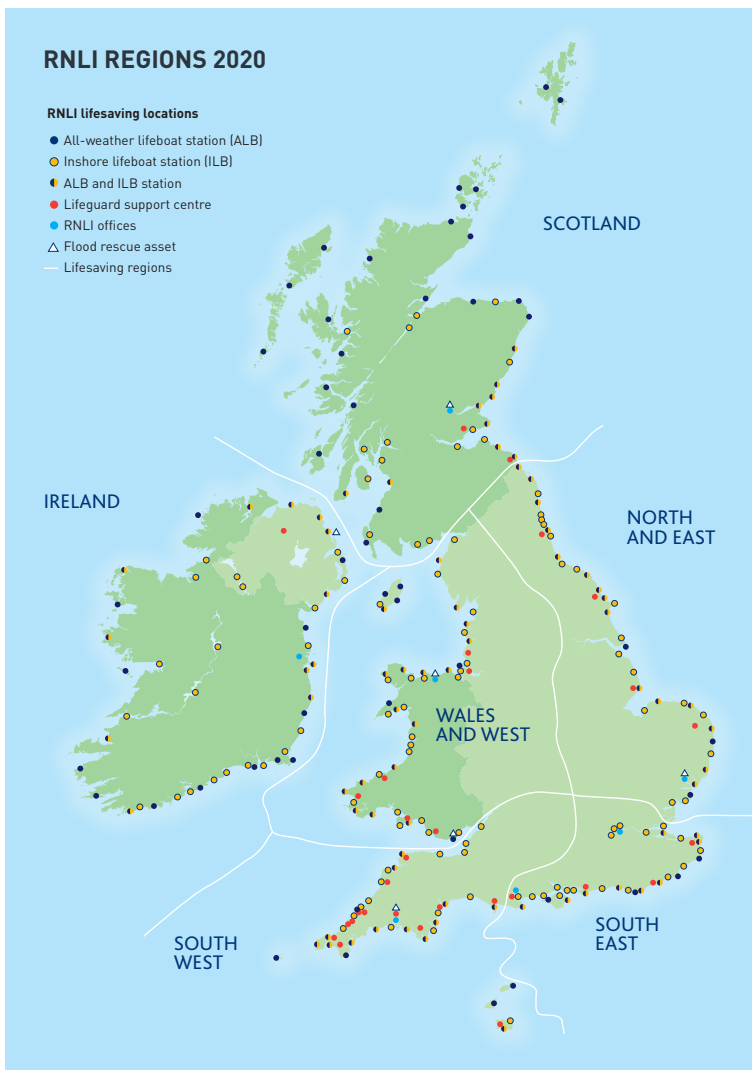 RNLI REGIONS 2020
RNLI lifesaving locations
All-weather lifeboat station (ALB)
Inshore lifeboat station (ILB)
ALB and ILB station
Lifeguard support centre
RNLI offices
Flood rescue asset
Lifesaving regions
SCOTLAND
IRELAND
NORTH
AND EAST
WALES
AND WEST
SOUTH
WEST
SOUTH
EAST